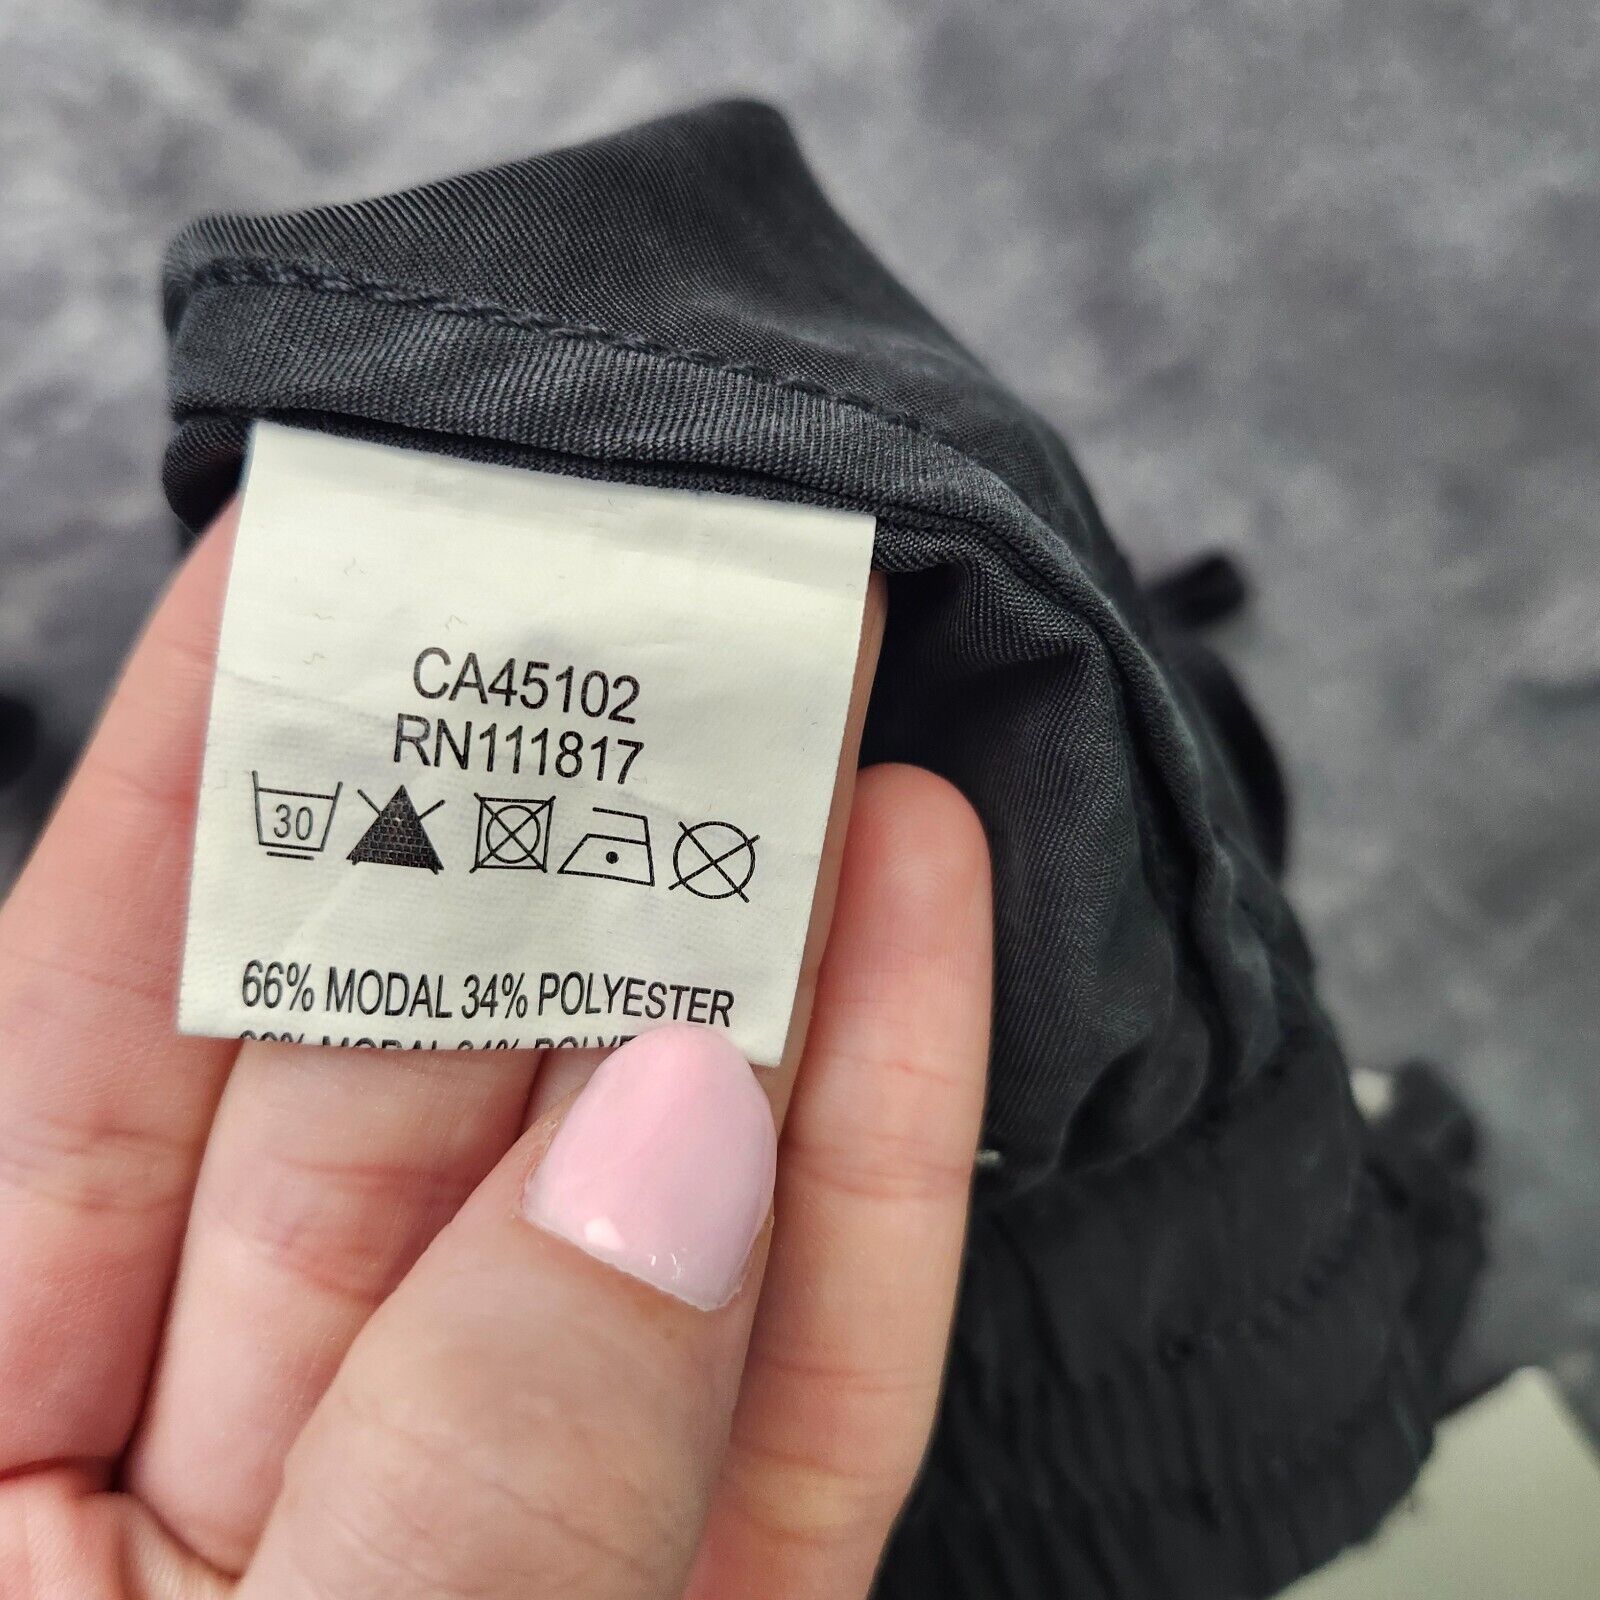 CA45102
RN111817
30
66% MODAL 34% POLYESTER